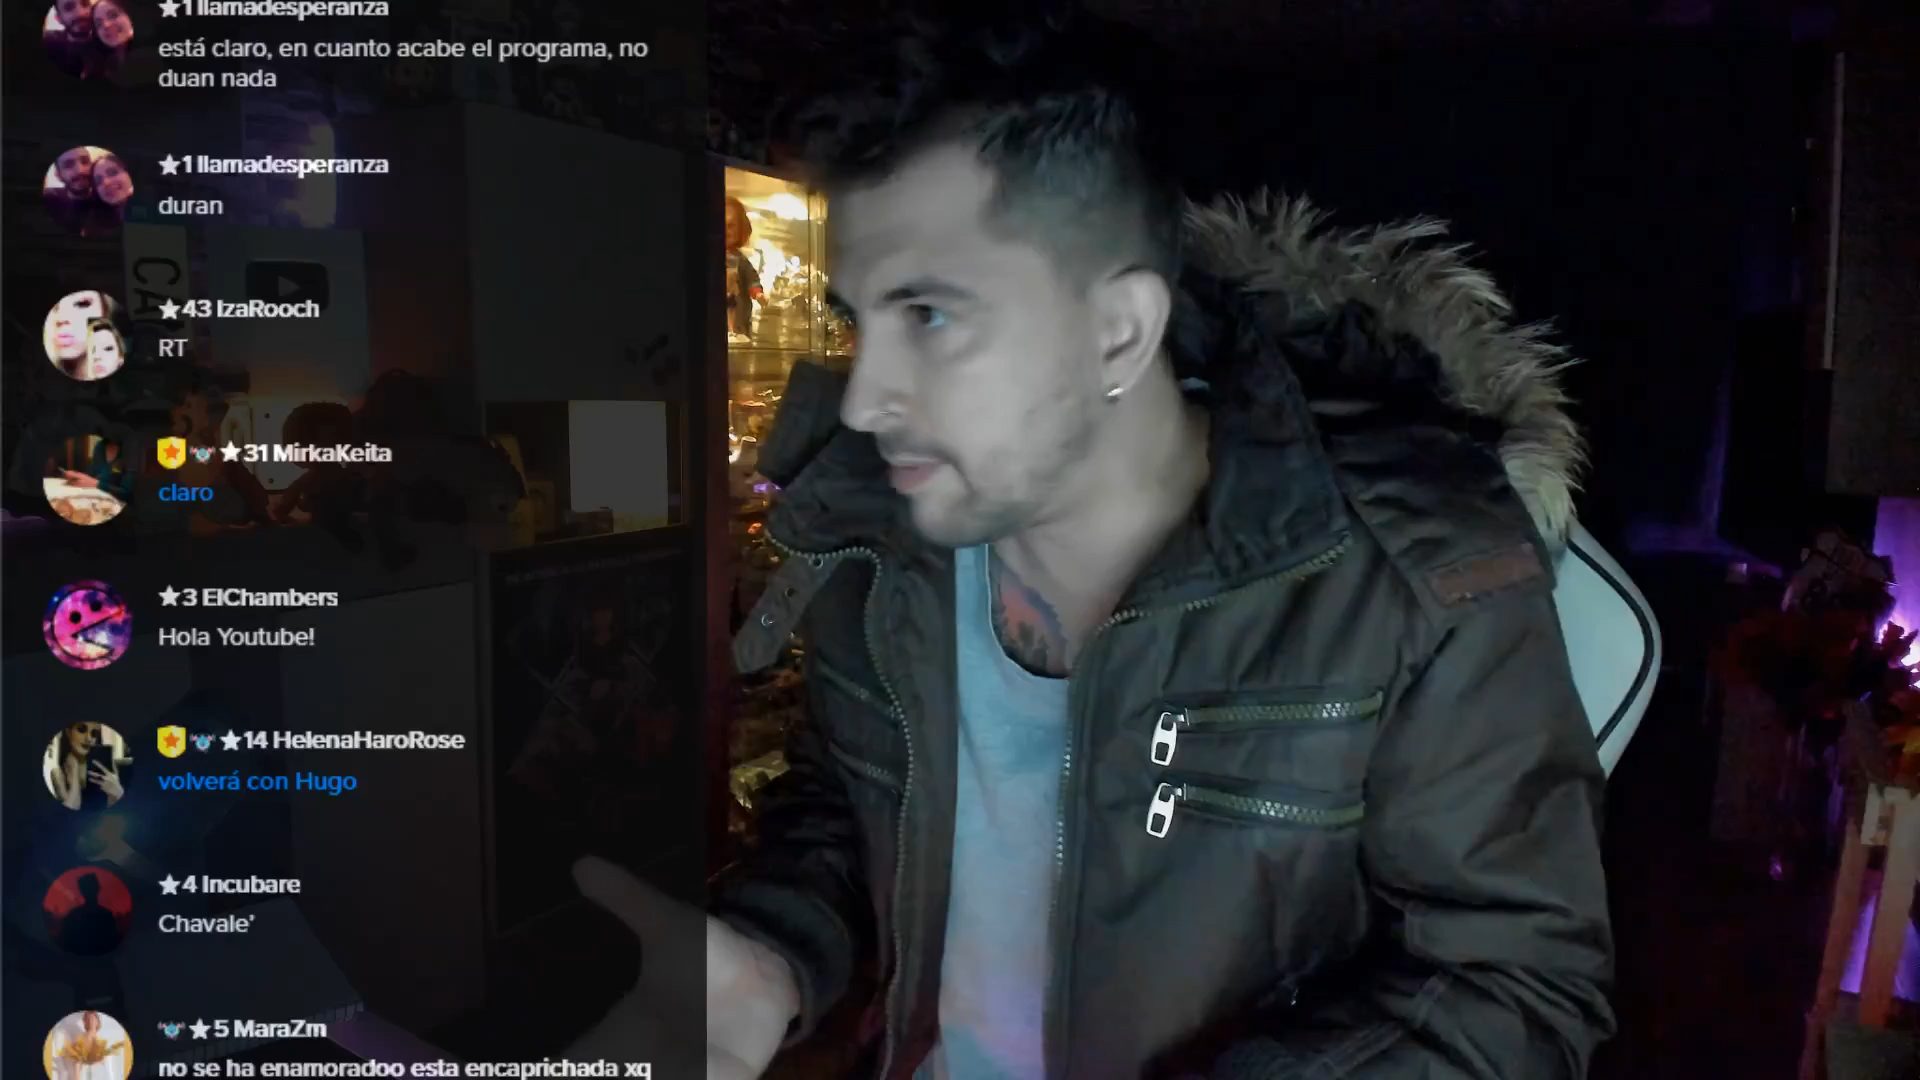 ★1 llamadesperanza
está claro, en cuanto acabe el programa, no
duan nada
★1 llamadesperanza
duran
★43 IzaRooch
RT
★31 MirkaKeita
claro
★3 ElChambers
Hola Youtube!
★14 HelenaHaroRose
volverá con Hugo
★4 Incubare
Chavale'
★5 MaraZm
no se ha enamoradoo esta encaprichada xq